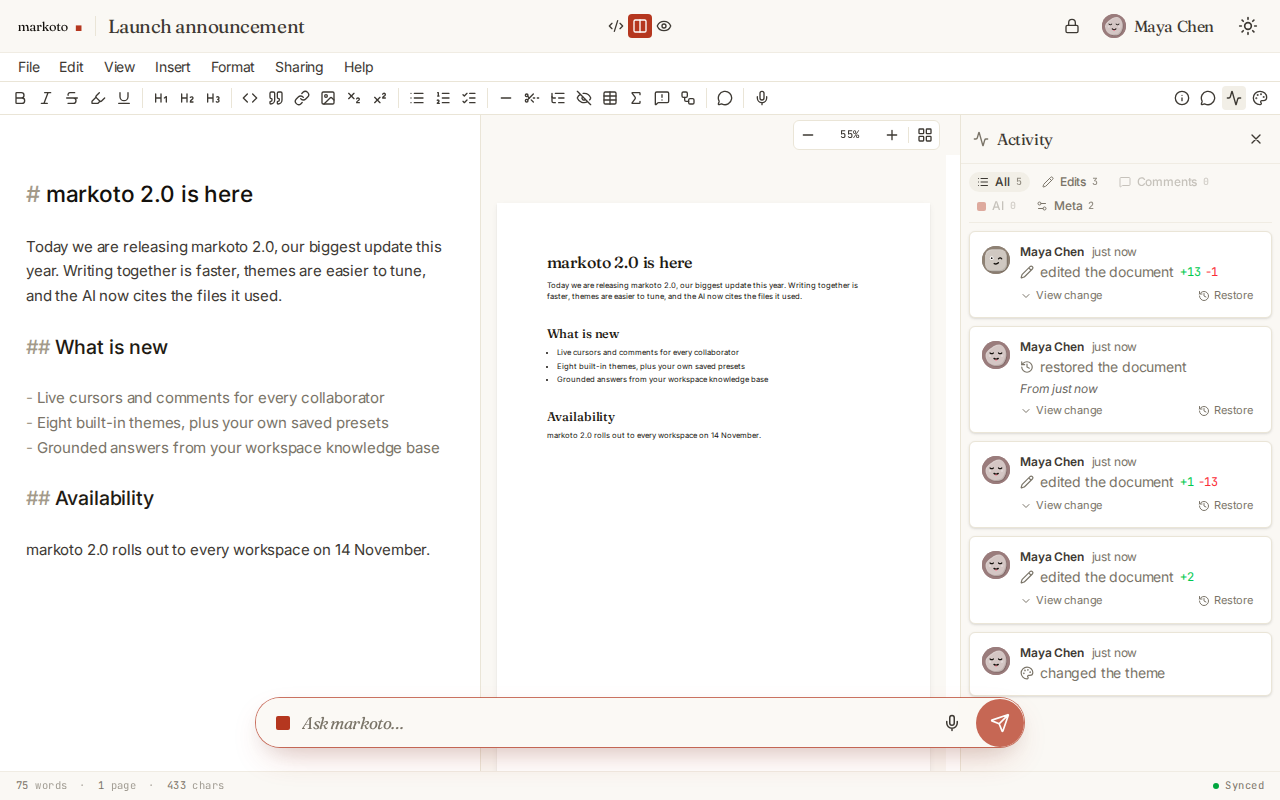 markoto
Launch announcement
Maya Chen
File Edit View Insert Format Sharing Help
H1 H2 H3
55%
# markoto 2.0 is here
Today we are releasing markoto 2.0, our biggest update this
year. Writing together is faster, themes are easier to tune,
and the AI now cites the files it used.
## What is new
- Live cursors and comments for every collaborator
- Eight built-in themes, plus your own saved presets
- Grounded answers from your workspace knowledge base
## Availability
markoto 2.0 rolls out to every workspace on 14 November.
markoto 2.0 is here
Today we are releasing markoto 2.0, our biggest update this year. Writing together is
faster, themes are easier to tune, and the AI now cites the files it used.
What is new
• Live cursors and comments for every collaborator
• Eight built-in themes, plus your own saved presets
• Grounded answers from your workspace knowledge base
Availability
markoto 2.0 rolls out to every workspace on 14 November.
Activity
All 5 Edits 3 Comments 0
AI 0 Meta 2
Maya Chen just now
edited the document +13 -1
View change Restore
Maya Chen just now
restored the document
From just now
View change Restore
Maya Chen just now
edited the document +1 -13
View change Restore
Maya Chen just now
edited the document +2
View change Restore
Maya Chen just now
changed the theme
Ask markoto...
75 words · 1 page · 433 chars
Synced